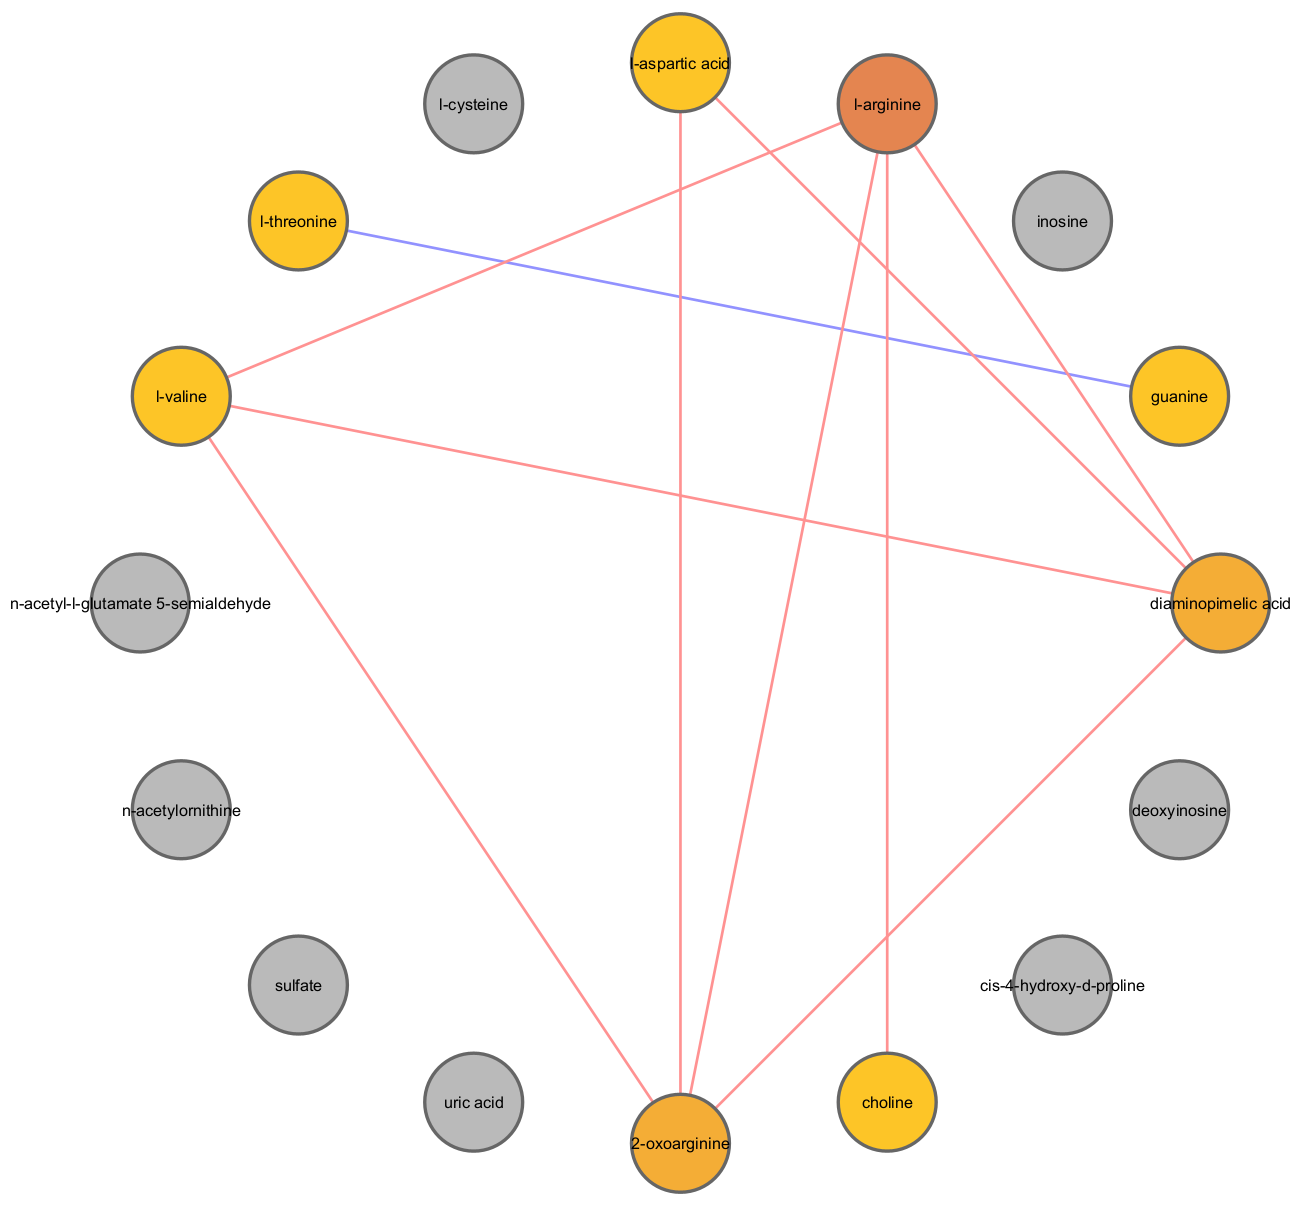 l-aspartic acid
l-cysteine
l-arginine
l-threonine
inosine
l-valine
guanine
n-acetyl-l-glutamate 5-semialdehyde
diaminopimelic acid
n-acetylornithine
deoxyinosine
sulfate
cis-4-hydroxy-d-proline
uric acid
choline
2-oxoarginine